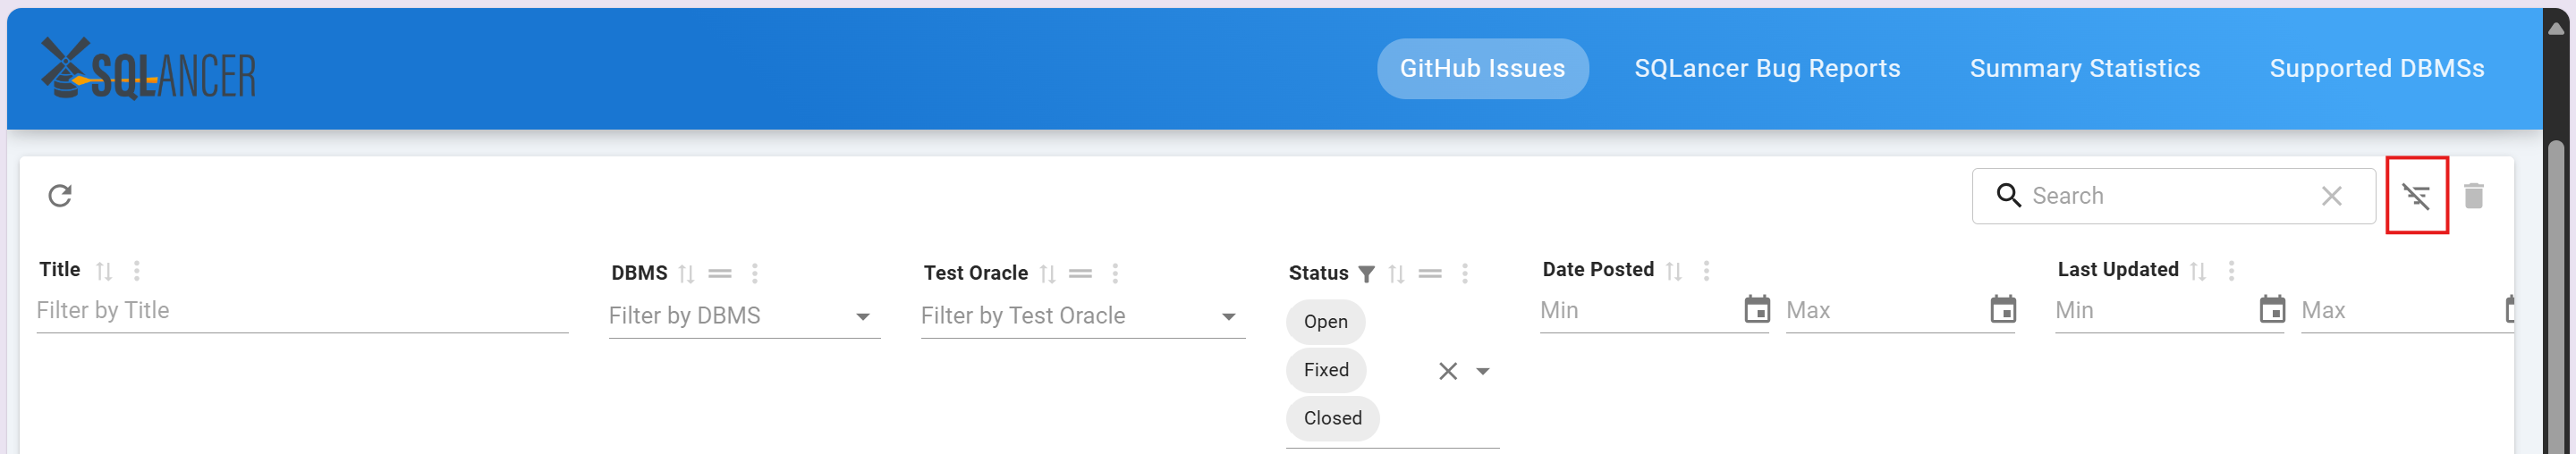 SQLANCER
GitHub Issues
SQLancer Bug Reports
Summary Statistics
Supported DBMSs
Search
Title
DBMS
Test Oracle
Status
Date Posted
Last Updated
Filter by Title
Filter by DBMS
Filter by Test Oracle
Open
Fixed
Closed
Min
Max
Min
Max